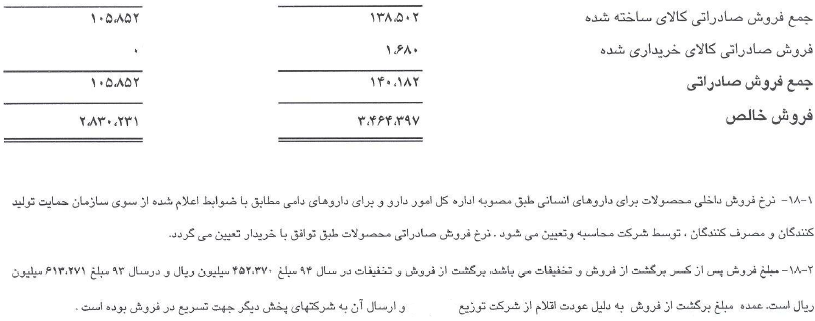 جمع فروش صادراتی کالای ساخته شده ۱۳۸،۵۰۲ ۱۰۵،۸۵۲
فروش صادراتی کالای خریداری شده ۱،۶۸۰ ۰
جمع فروش صادراتی ۱۴۰،۱۸۲ ۱۰۵،۸۵۲
فروش خالص ۳،۴۶۴،۳۹۷ ۲،۸۳۰،۲۳۱
۱۸-۱- نرخ فروش داخلی محصولات برای داروهای انسانی طبق مصوبه اداره کل امور دارو و برای داروهای دامی مطابق با ضوابط اعلام شده از سوی سازمان حمایت تولید
کنندگان و مصرف کنندگان ، توسط شرکت محاسبه وتعیین می شود . نرخ فروش صادراتی محصولات طبق توافق با خریدار تعیین می گردد.
۱۸-۲- مبلغ فروش پس از کسر برگشت از فروش و تخفیفات می باشد، برگشت از فروش و تخفیفات در سال ۹۴ مبلغ ۴۵۲،۳۷۰ میلیون ریال و درسال ۹۳ مبلغ ۶۱۳،۲۷۱ میلیون
ریال است. عمده مبلغ برگشت از فروش به دلیل عودت اقلام از شرکت توزیع و ارسال آن به شرکتهای پخش دیگر جهت تسریع در فروش بوده است .